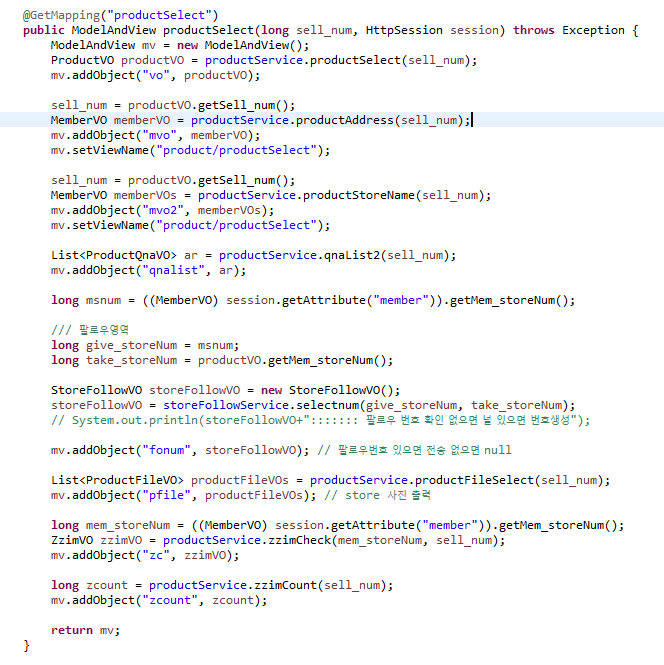 @GetMapping("productSelect")
public ModelAndView productSelect(long sell_num, HttpSession session) throws Exception {
ModelAndView mv = new ModelAndView();
ProductVO productVO = productService.productSelect(sell_num);
mv.addObject("vo", productVO);
sell_num = productVO.getSell_num();
MemberVO memberVO = productService.productAddress(sell_num);
mv.addObject("mvo", memberVO);
mv.setViewName("product/productSelect");
sell_num = productVO.getSell_num();
MemberVO memberVOs = productService.productStoreName(sell_num);
mv.addObject("mvo2", memberVOs);
mv.setViewName("product/productSelect");
List<ProductQnaVO> ar = productService.qnaList2(sell_num);
mv.addObject("qnalist", ar);
long msnum = ((MemberVO) session.getAttribute("member")).getMem_storeNum();
/// 팔로우영역
long give_storeNum = msnum;
long take_storeNum = productVO.getMem_storeNum();
StoreFollowVO storeFollowVO = new StoreFollowVO();
storeFollowVO = storeFollowService.selectnum(give_storeNum, take_storeNum);
// System.out.println(storeFollowVO+"::::::: 팔로우 번호 확인 없으면 널 있으면 번호생성");
mv.addObject("fonum", storeFollowVO); // 팔로우번호 있으면 전송 없으면 null
List<ProductFileVO> productFileVOs = productService.productFileSelect(sell_num);
mv.addObject("pfile", productFileVOs); // store 사진 출력
long mem_storeNum = ((MemberVO) session.getAttribute("member")).getMem_storeNum();
ZzimVO zzimVO = productService.zzimCheck(mem_storeNum, sell_num);
mv.addObject("zc", zzimVO);
long zcount = productService.zzimCount(sell_num);
mv.addObject("zcount", zcount);
return mv;
}